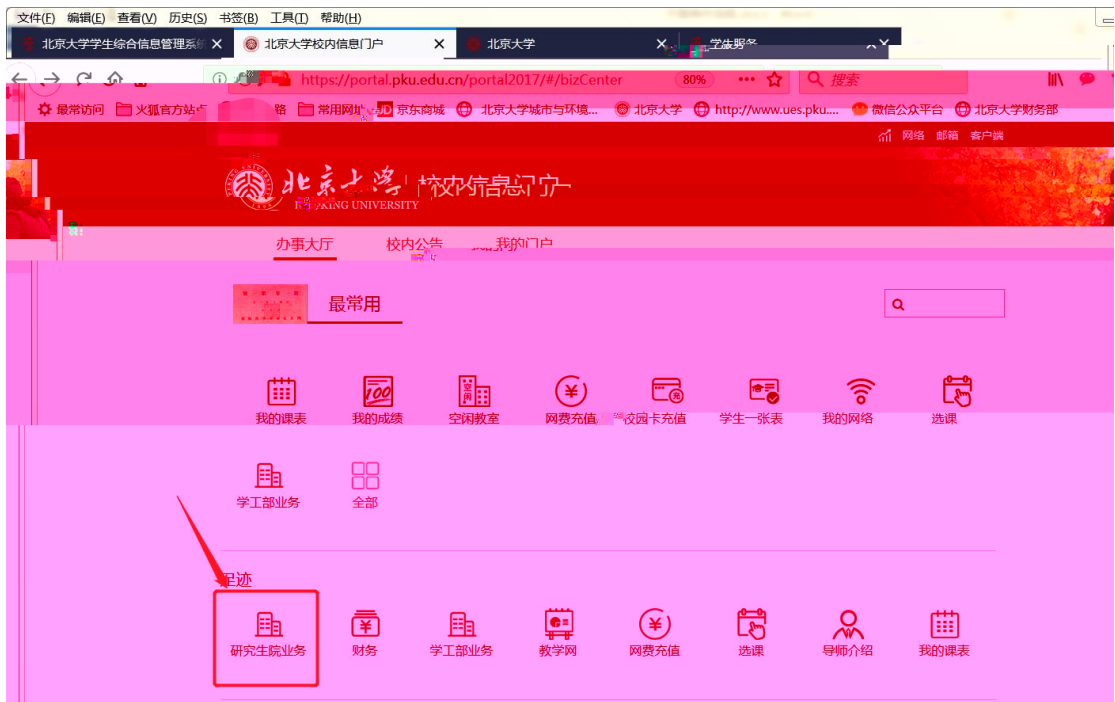 文件(F) 编辑(E) 查看(V) 历史(S) 书签(B) 工具(T) 帮助(H)
北京大学学生综合信息管理系统 北京大学校内信息门户 北京大学
https://portal.pku.edu.cn/portal2017/#/bizCenter 80% 搜索
最常访问 火狐官方站点 常用网址 JD 京东商城 北京大学城市与环境... 北京大学 http://www.ues.pku.... 微信公众平台 北京大学财务部
网络 邮箱 客户端
北京大学 校内信息门户
PEKING UNIVERSITY
办事大厅 校内公告 我的门户
最常用
我的课表 我的成绩 空闲教室 网费充值 校园卡充值 学生一张表 我的网络 选课
学工部业务 全部
足迹
研究生院业务 财务 学工部业务 教学网 网费充值 选课 导师介绍 我的课表